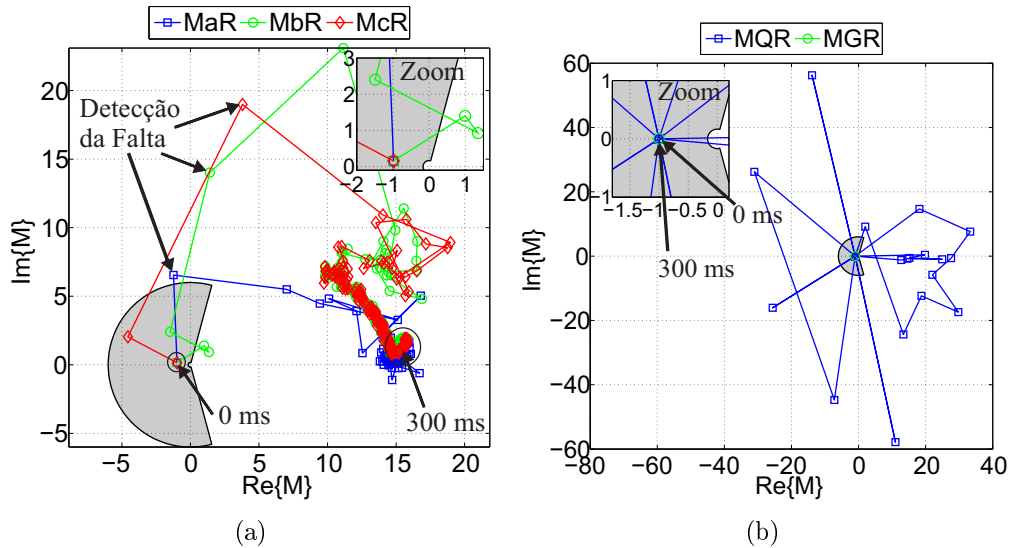 MaR MbR McR
Zoom
3
2
1
0
−2 −1 0 1
Detecção
da Falta
0 ms
300 ms
20
15
10
5
0
−5
−5 0 5 10 15 20
Im{M}
Re{M}
(a)
MQR MGR
Zoom
1
0
−1
−1.5 −1 −0.5 0
0 ms
300 ms
60
40
20
0
−20
−40
−60
−80 −60 −40 −20 0 20 40
Im{M}
Re{M}
(b)